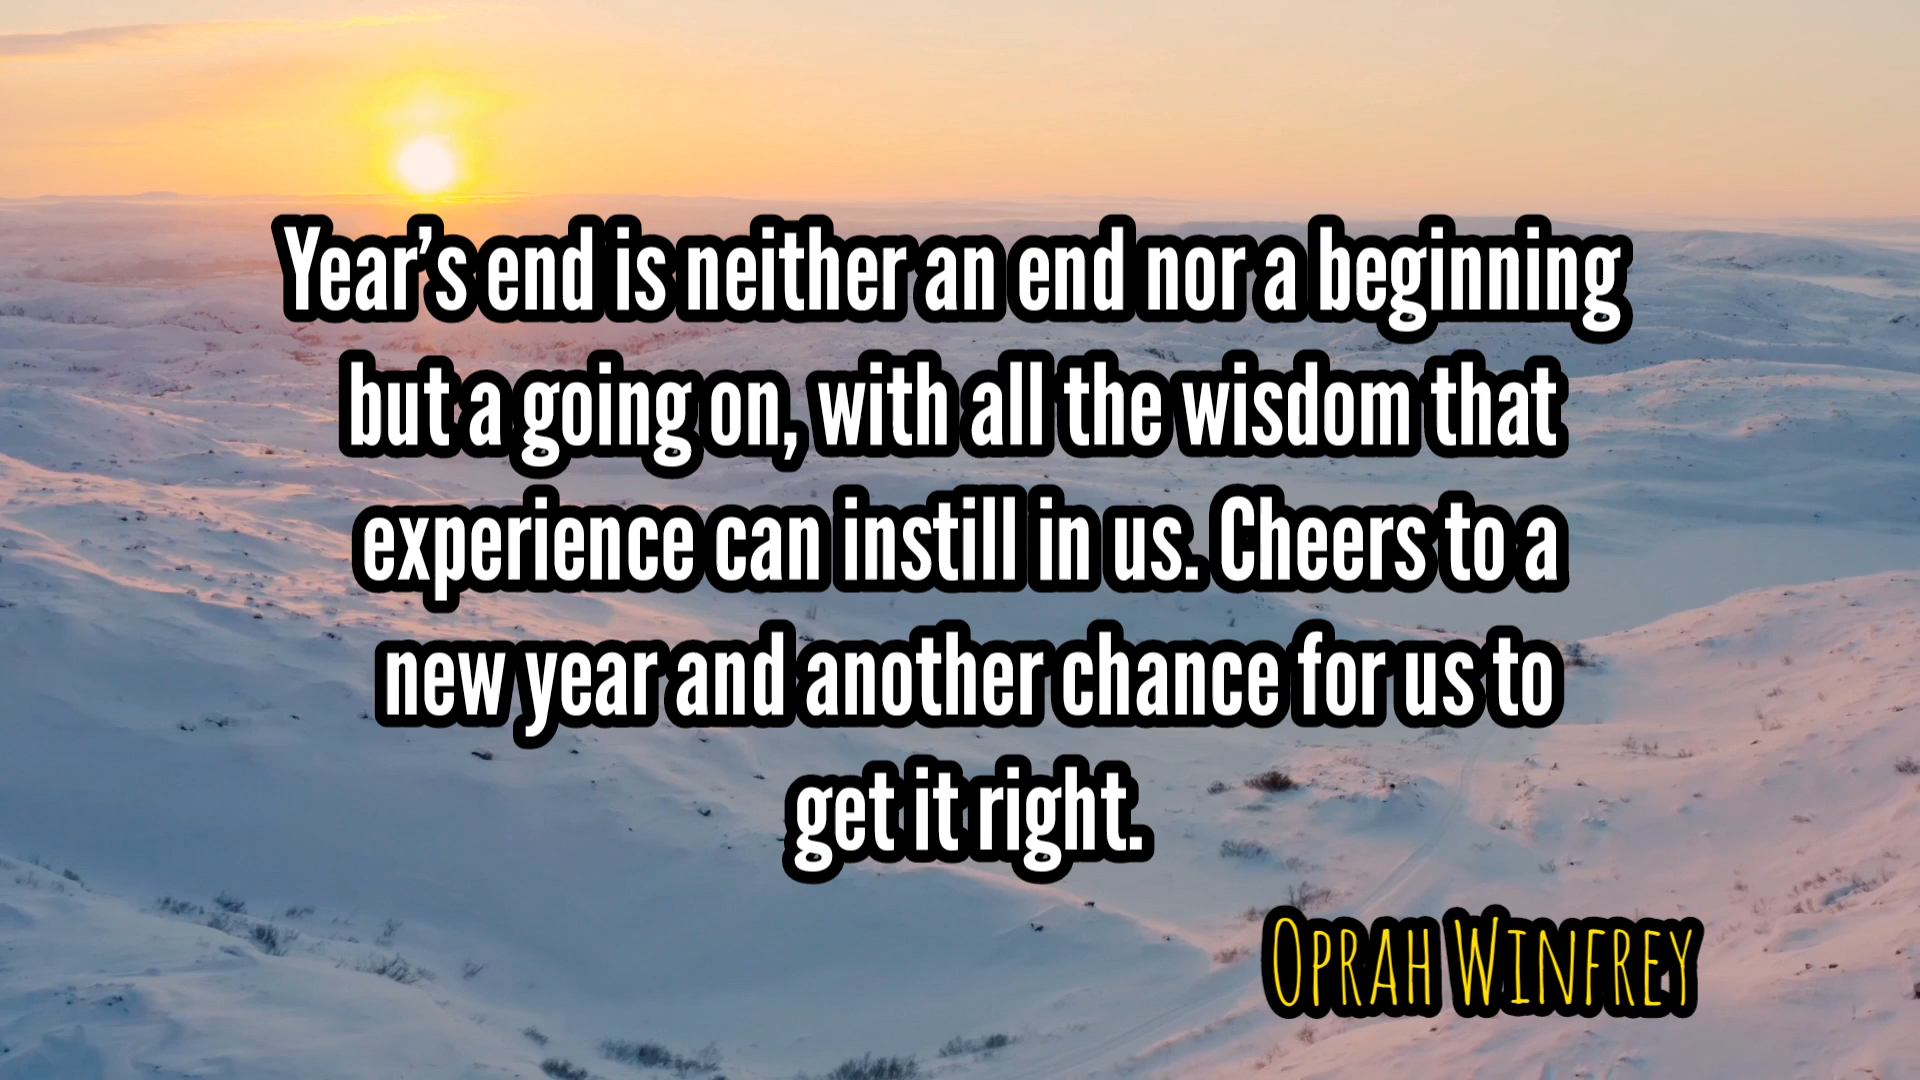 Year’s end is neither an end nor a beginning
but a going on, with all the wisdom that
experience can instill in us. Cheers to a
new year and another chance for us to
get it right.
Oprah Winfrey